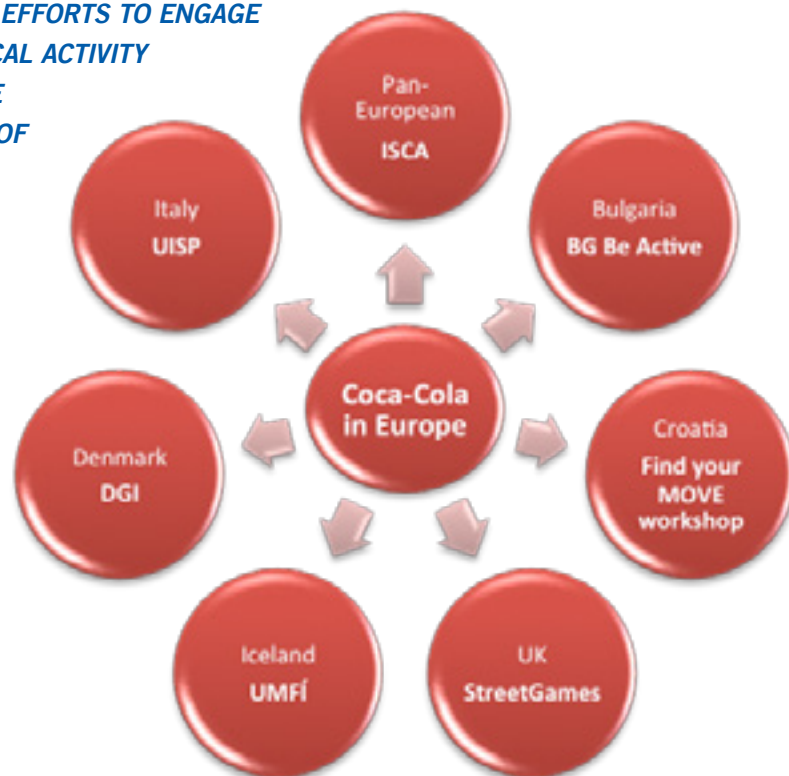 EFFORTS TO ENGAGE
CAL ACTIVITY
E
OF
Pan-
European
ISCA
Bulgaria
BG Be Active
Croatia
Find your
MOVE
workshop
UK
StreetGames
Iceland
UMFÍ
Denmark
DGI
Italy
UISP
Coca-Cola
in Europe